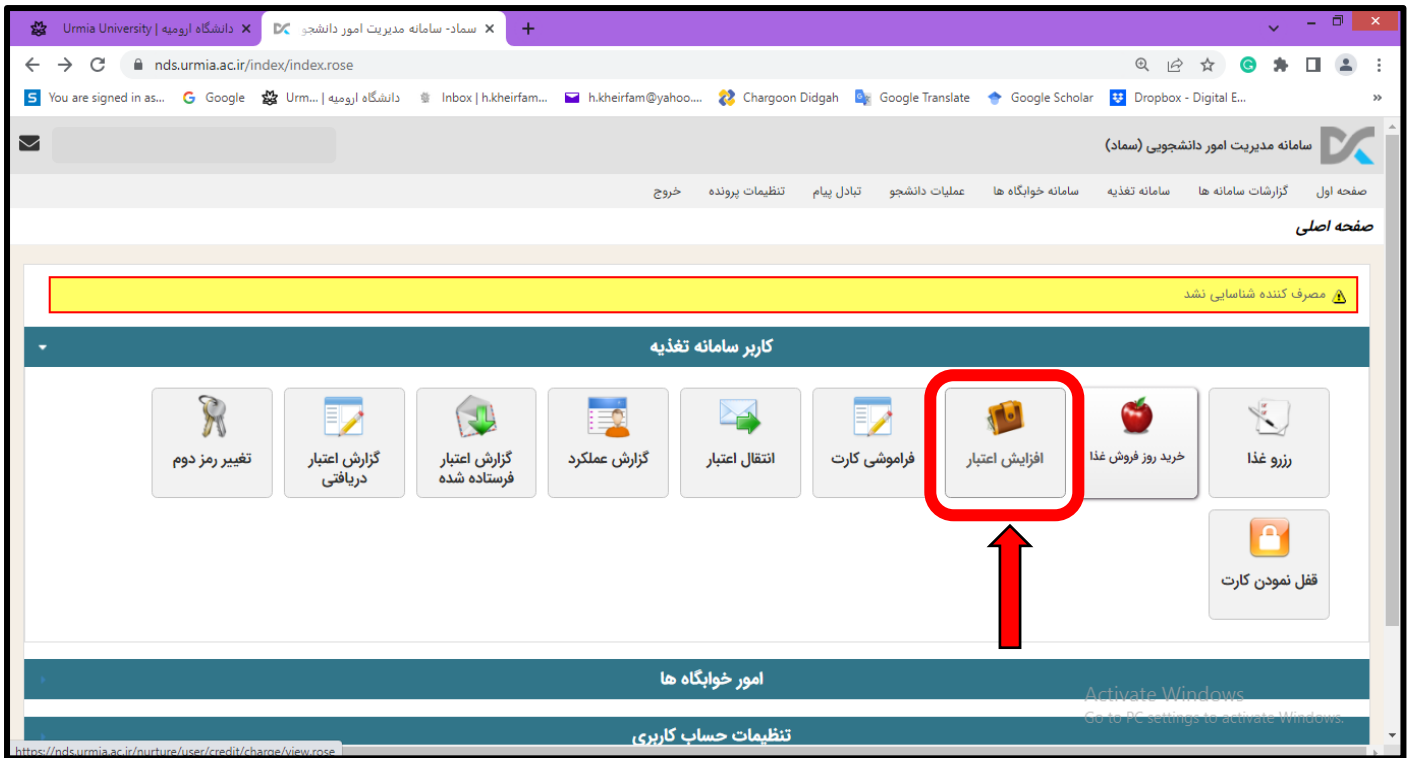 دانشگاه ارومیه | Urmia University
سماد- سامانه مدیریت امور دانشجو
nds.urmia.ac.ir/index/index.rose
You are signed in as...
Google
دانشگاه ارومیه | Urm...
Inbox | h.kheirfam...
h.kheirfam@yahoo....
Chargoon Didgah
Google Translate
Google Scholar
Dropbox - Digital E...
سامانه مدیریت امور دانشجویی (سماد)
صفحه اول
گزارشات سامانه ها
سامانه تغذیه
سامانه خوابگاه ها
عملیات دانشجو
تبادل پیام
تنظیمات پرونده
خروج
صفحه اصلی
مصرف کننده شناسایی نشد
کاربر سامانه تغذیه
رزرو غذا
خرید روز فروش غذا
افزایش اعتبار
فراموشی کارت
انتقال اعتبار
گزارش عملکرد
گزارش اعتبار
فرستاده شده
گزارش اعتبار
دریافتی
تغییر رمز دوم
قفل نمودن کارت
امور خوابگاه ها
Activate Windows
Go to PC settings to activate Windows.
تنظیمات حساب کاربری
https://nds.urmia.ac.ir/nurture/user/credit/charge/view.rose